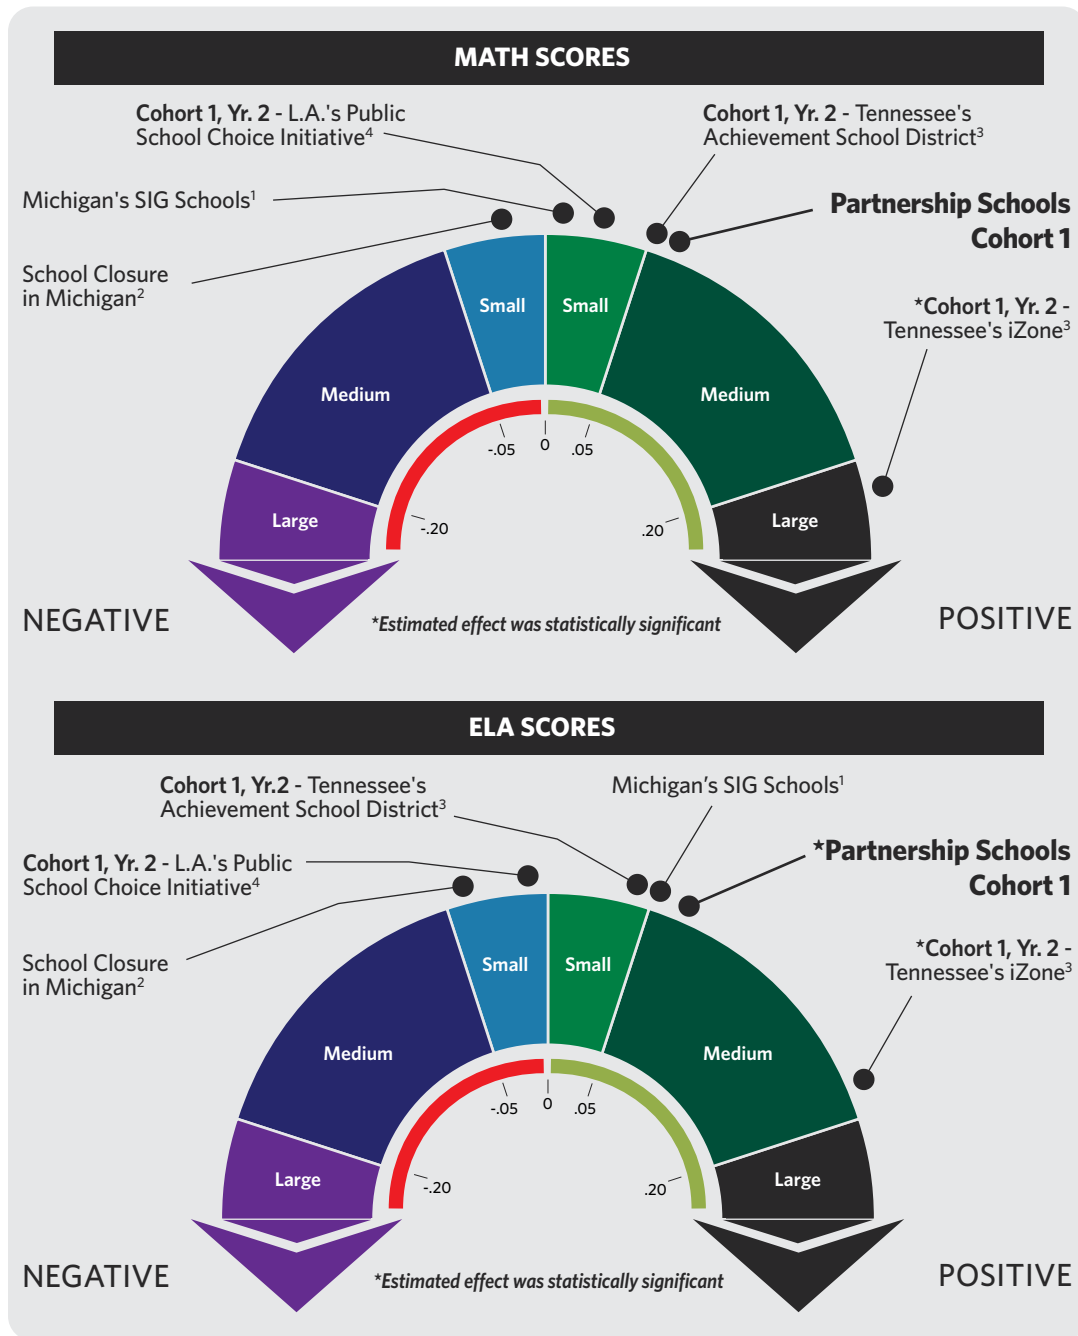 MATH SCORES
Cohort 1, Yr. 2 - L.A.'s Public
School Choice Initiative⁴
Cohort 1, Yr. 2 - Tennessee's
Achievement School District³
Michigan's SIG Schools¹
Partnership Schools
Cohort 1
School Closure
in Michigan²
*Cohort 1, Yr. 2 -
Tennessee's iZone³
Small
Small
Medium
Medium
-.05
0
.05
Large
-.20
.20
Large
NEGATIVE
*Estimated effect was statistically significant
POSITIVE
ELA SCORES
Cohort 1, Yr.2 - Tennessee's
Achievement School District³
Michigan’s SIG Schools¹
Cohort 1, Yr. 2 - L.A.'s Public
School Choice Initiative⁴
*Partnership Schools
Cohort 1
School Closure
in Michigan²
*Cohort 1, Yr. 2 -
Tennessee's iZone³
Small
Small
Medium
Medium
-.05
0
.05
Large
-.20
.20
Large
NEGATIVE
*Estimated effect was statistically significant
POSITIVE